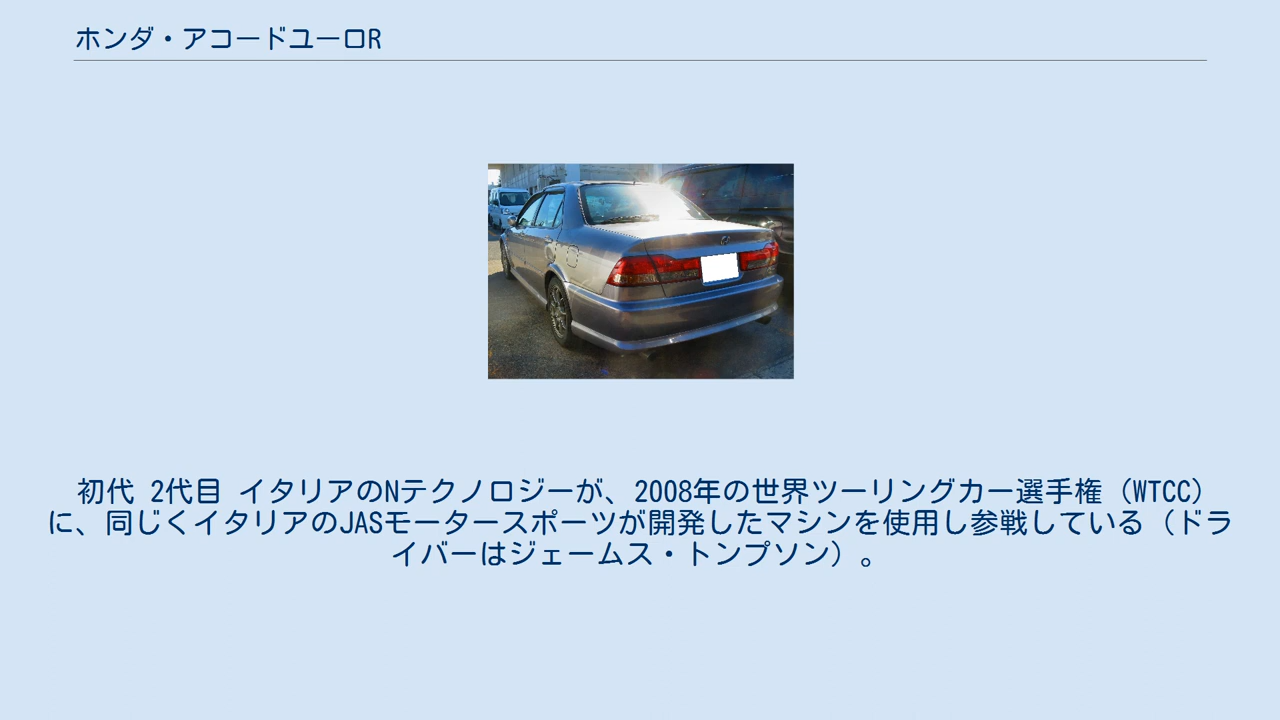 ホンダ・アコードユーロR
初代 2代目 イタリアのNテクノロジーが、2008年の世界ツーリングカー選手権（WTCC）
に、同じくイタリアのJASモータースポーツが開発したマシンを使用し参戦している（ドラ
イバーはジェームス・トンプソン）。